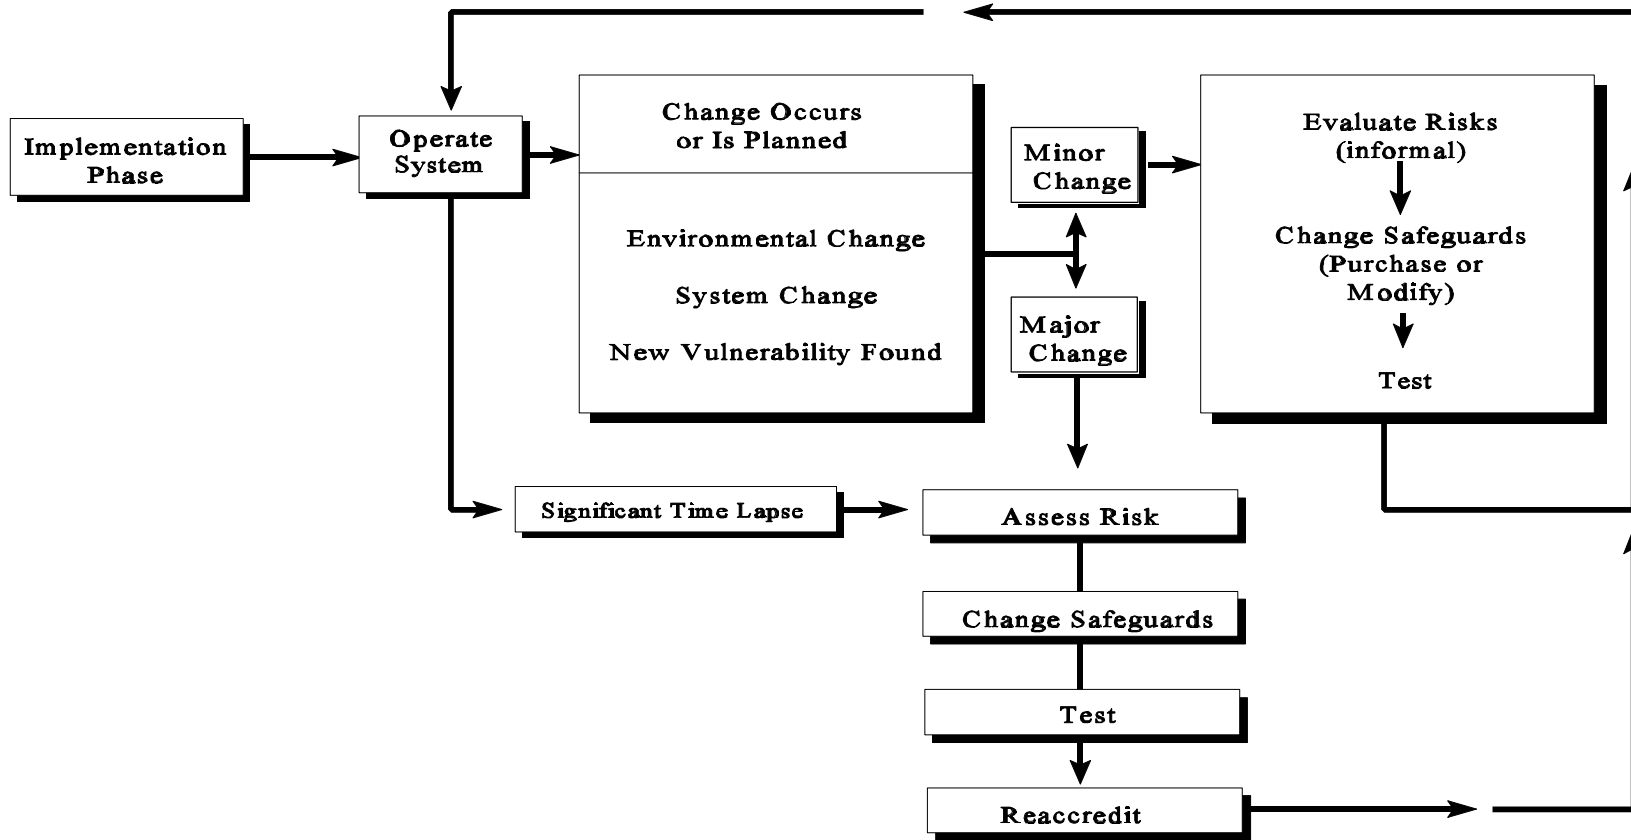 Implementation
Phase
Operate
System
Change Occurs
or Is Planned
Environmental Change
System Change
New Vulnerability Found
Minor
Change
Major
Change
Evaluate Risks
(informal)
Change Safeguards
(Purchase or
Modify)
Test
Significant Time Lapse
Assess Risk
Change Safeguards
Test
Reaccredit